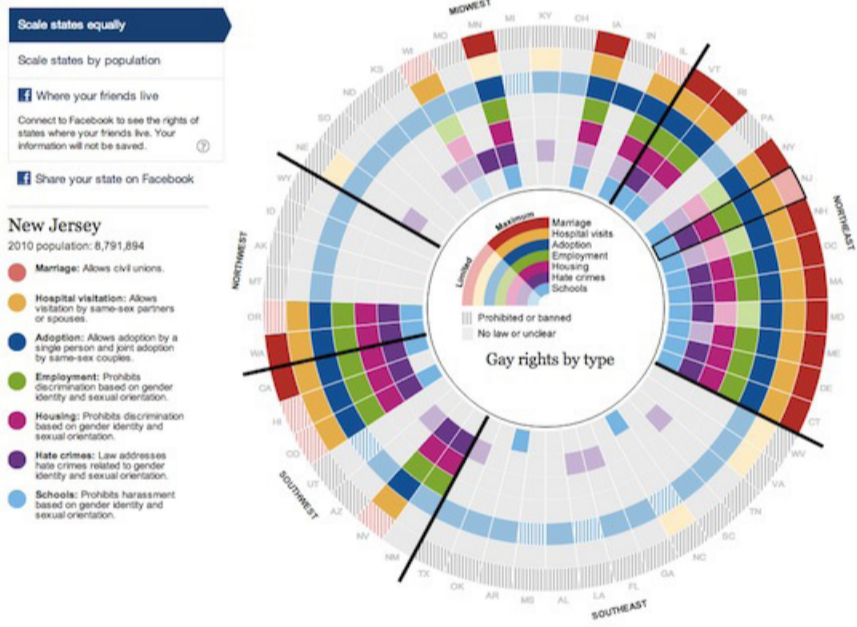 Scale states equally
Scale states by population
Where your friends live
Connect to Facebook to see the rights of
states where your friends live. Your
information will not be saved.
?
Share your state on Facebook
New Jersey
2010 population: 8,791,894
Marriage: Allows civil unions.
Hospital visitation: Allows
visitation by same-sex partners
or spouses.
Adoption: Allows adoption by a
single person and joint adoption
by same-sex couples.
Employment: Prohibits
discrimination based on gender
identity and sexual orientation.
Housing: Prohibits discrimination
based on gender identity and
sexual orientation.
Hate crimes: Law addresses
hate crimes related to gender
identity and sexual orientation.
Schools: Prohibits harassment
based on gender identity and
sexual orientation.
MIDWEST
NE
SD
ND
KS
WI
MO
MN
MI
KY
OH
IA
IN
IL
NORTHEAST
VT
RI
PA
NY
NJ
NH
DC
MA
MD
ME
DE
CT
SOUTHEAST
WV
VA
TN
SC
NC
GA
FL
LA
AL
MS
AR
OK
TX
SOUTHWEST
NM
NV
AZ
UT
CO
HI
CA
NORTHWEST
WA
OR
MT
AK
ID
WY
Limited
Maximum
Marriage
Hospital visits
Adoption
Employment
Housing
Hate crimes
Schools
Prohibited or banned
No law or unclear
Gay rights by type